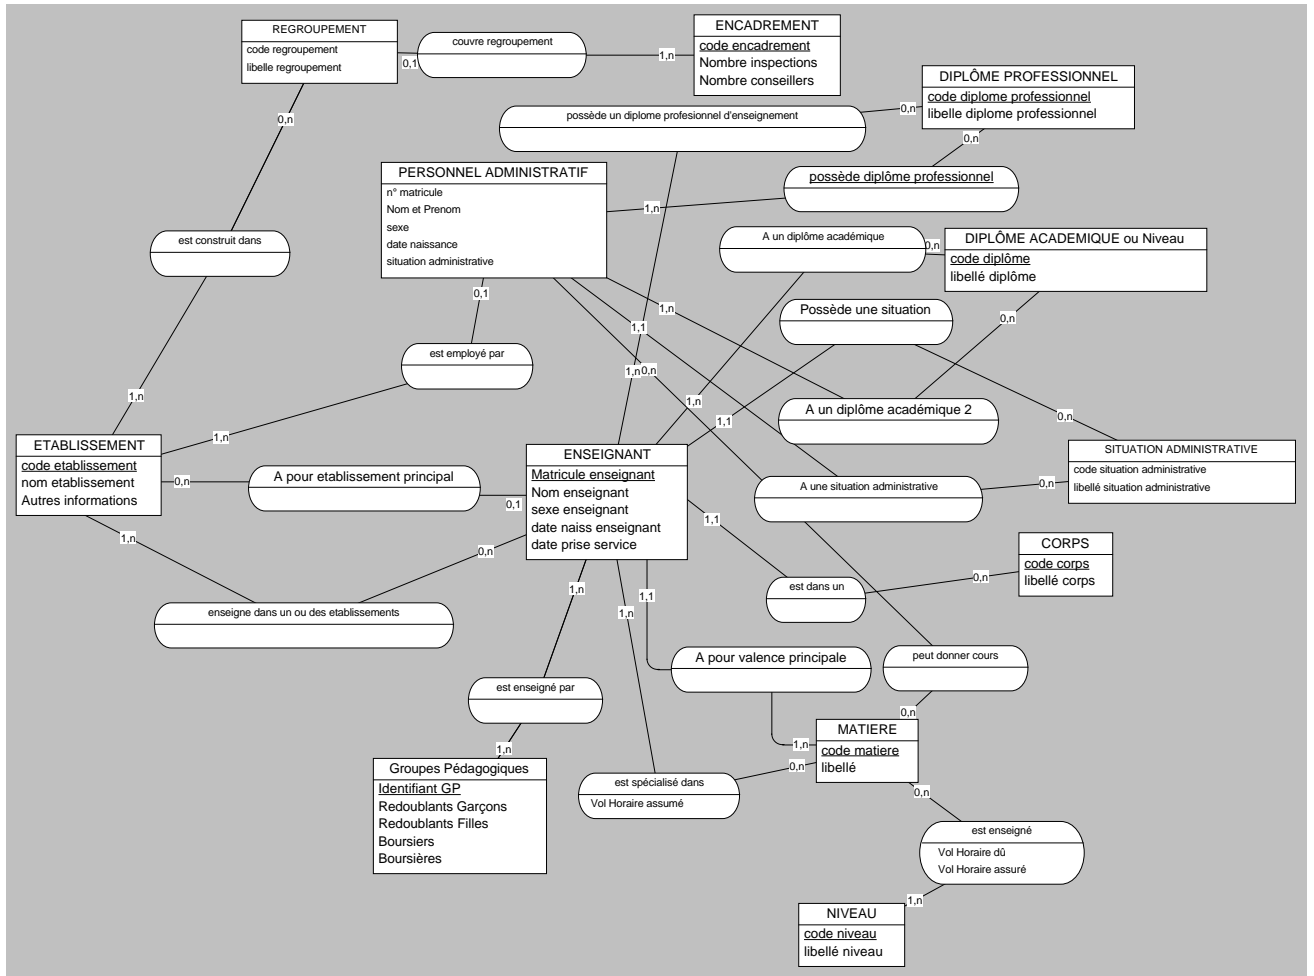 REGROUPEMENT
code regroupement
libelle regroupement
0,1
couvre regroupement
1,n
ENCADREMENT
code encadrement
Nombre inspections
Nombre conseillers
DIPLÔME PROFESSIONNEL
code diplome professionnel
libelle diplome professionnel
0,n
possède un diplome profesionnel d'enseignement
0,n
0,n
PERSONNEL ADMINISTRATIF
n° matricule
Nom et Prenom
sexe
date naissance
situation administrative
possède diplôme professionnel
1,n
est construit dans
A un diplôme académique
0,n
DIPLÔME ACADEMIQUE ou Niveau
code diplôme
libellé diplôme
0,1
1,n
Possède une situation
0,n
1,1
est employé par
1,n
0,n
1,n
1,n
A un diplôme académique 2
0,n
1,1
1,n
ETABLISSEMENT
code etablissement
nom etablissement
Autres informations
0,n
A pour etablissement principal
0,1
ENSEIGNANT
Matricule enseignant
Nom enseignant
sexe enseignant
date naiss enseignant
date prise service
SITUATION ADMINISTRATIVE
code situation administrative
libellé situation administrative
A une situation administrative
0,n
1,1
1,n
0,n
CORPS
code corps
libellé corps
est dans un
0,n
1,n
1,1
1,n
enseigne dans un ou des etablissements
A pour valence principale
peut donner cours
est enseigné par
0,n
1,n
1,n
MATIERE
code matiere
libellé
0,n
Groupes Pédagogiques
Identifiant GP
Redoublants Garçons
Redoublants Filles
Boursiers
Boursières
est spécialisé dans
Vol Horaire assumé
0,n
est enseigné
Vol Horaire dû
Vol Horaire assuré
1,n
NIVEAU
code niveau
libellé niveau